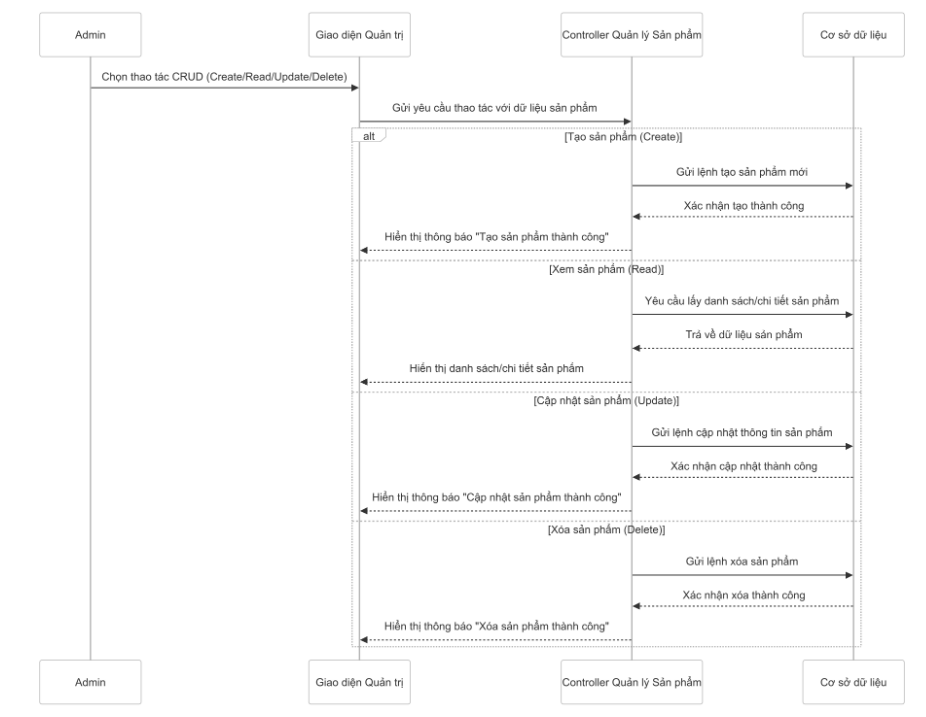 Admin
Giao diện Quản trị
Controller Quản lý Sản phẩm
Cơ sở dữ liệu
Chọn thao tác CRUD (Create/Read/Update/Delete)
Gửi yêu cầu thao tác với dữ liệu sản phẩm
alt
[Tạo sản phẩm (Create)]
Gửi lệnh tạo sản phẩm mới
Xác nhận tạo thành công
Hiển thị thông báo "Tạo sản phẩm thành công"
[Xem sản phẩm (Read)]
Yêu cầu lấy danh sách/chi tiết sản phẩm
Trả về dữ liệu sản phẩm
Hiển thị danh sách/chi tiết sản phẩm
[Cập nhật sản phẩm (Update)]
Gửi lệnh cập nhật thông tin sản phẩm
Xác nhận cập nhật thành công
Hiển thị thông báo "Cập nhật sản phẩm thành công"
[Xóa sản phẩm (Delete)]
Gửi lệnh xóa sản phẩm
Xác nhận xóa thành công
Hiển thị thông báo "Xóa sản phẩm thành công"
Admin
Giao diện Quản trị
Controller Quản lý Sản phẩm
Cơ sở dữ liệu